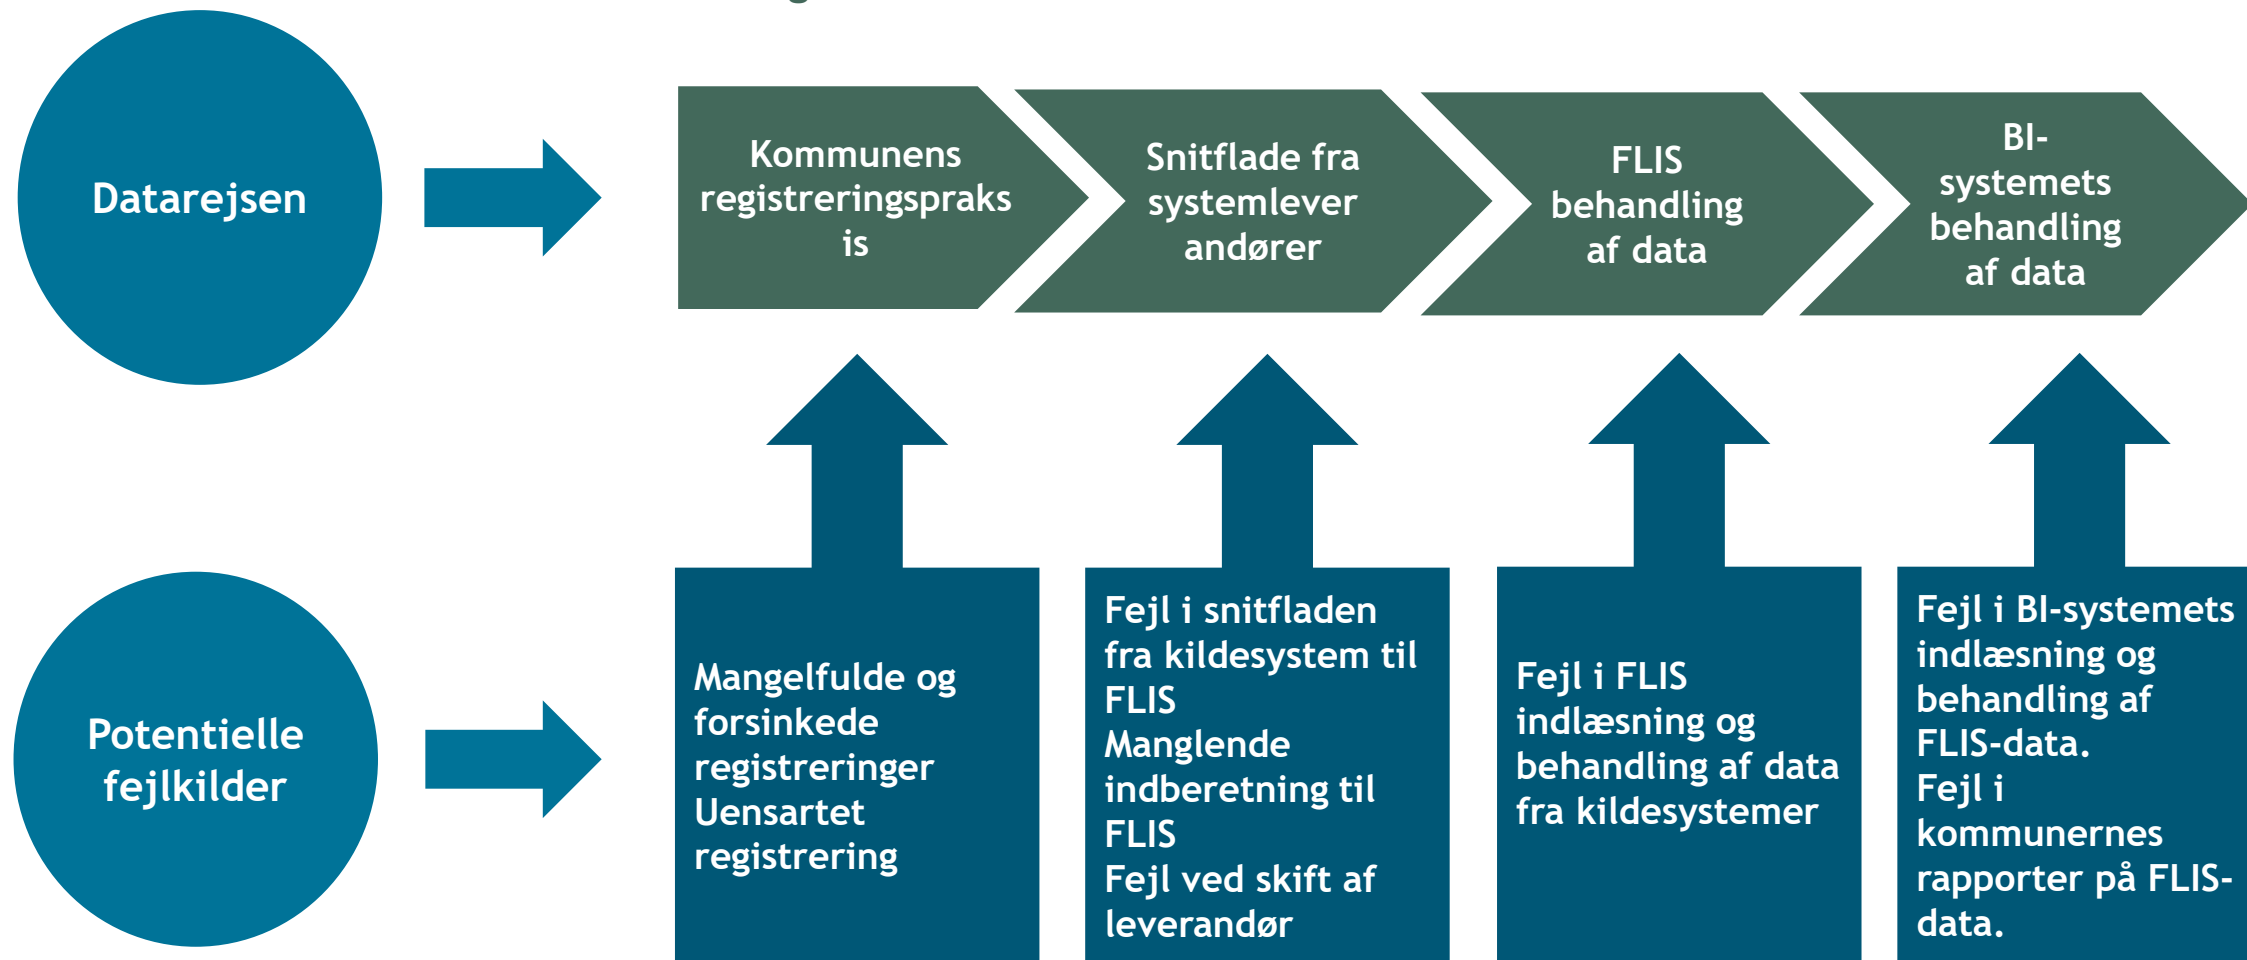 Datarejsen
Kommunens
registreringspraks
is
Snitflade fra
systemlever
andører
FLIS
behandling
af data
BI-
systemets
behandling
af data
Potentielle
fejlkilder
Mangelfulde og
forsinkede
registreringer
Uensartet
registrering
Fejl i snitfladen
fra kildesystem til
FLIS
Manglende
indberetning til
FLIS
Fejl ved skift af
leverandør
Fejl i FLIS
indlæsning og
behandling af data
fra kildesystemer
Fejl i BI-systemets
indlæsning og
behandling af
FLIS-data.
Fejl i
kommunernes
rapporter på FLIS-
data.